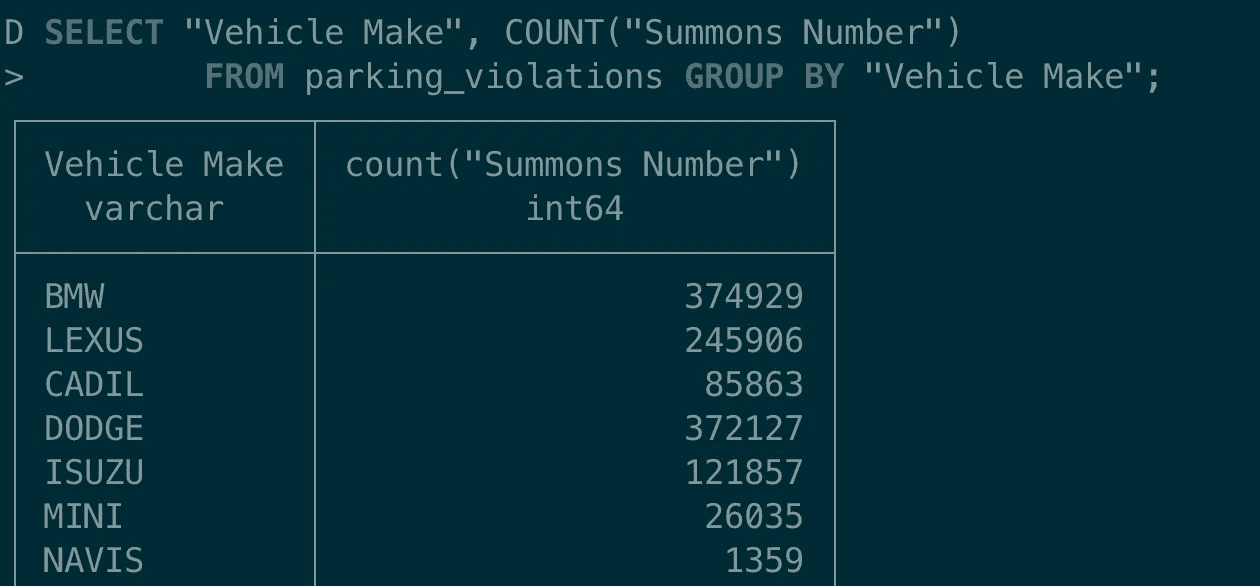 D SELECT "Vehicle Make", COUNT("Summons Number")
> FROM parking_violations GROUP BY "Vehicle Make";
Vehicle Make count("Summons Number")
varchar int64
BMW 374929
LEXUS 245906
CADIL 85863
DODGE 372127
ISUZU 121857
MINI 26035
NAVIS 1359